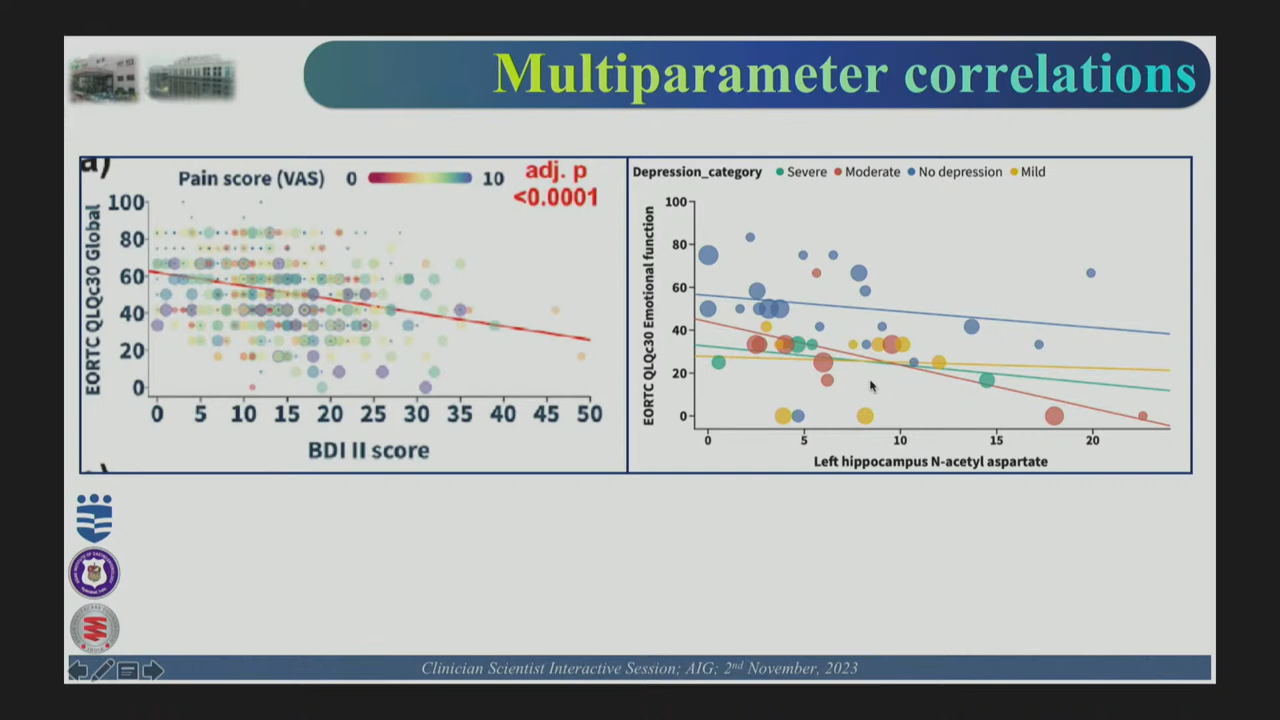 Multiparameter correlations
a)
Pain score (VAS) 0 10
adj. p
<0.0001
EORTC QLQc30 Global
100
80
60
40
20
0
0 5 10 15 20 25 30 35 40 45 50
BDI II score
Depression_category Severe Moderate No depression Mild
EORTC QLQc30 Emotional function
100
80
60
40
20
0
0 5 10 15 20
Left hippocampus N-acetyl aspartate
Clinician Scientist Interactive Session; AIG; 2nd November, 2023